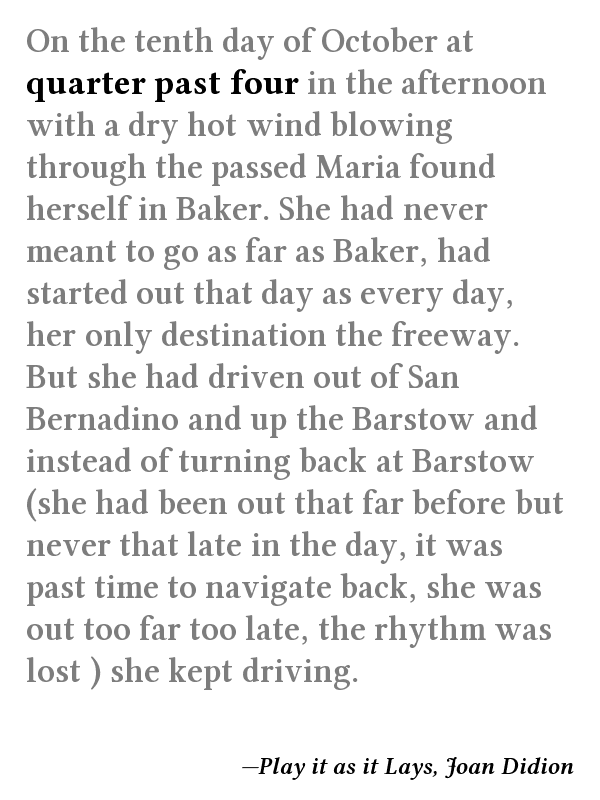 On the tenth day of October at
quarter past four in the afternoon
with a dry hot wind blowing
through the passed Maria found
herself in Baker. She had never
meant to go as far as Baker, had
started out that day as every day,
her only destination the freeway.
But she had driven out of San
Bernadino and up the Barstow and
instead of turning back at Barstow
(she had been out that far before but
never that late in the day, it was
past time to navigate back, she was
out too far too late, the rhythm was
lost ) she kept driving.
—Play it as it Lays, Joan Didion